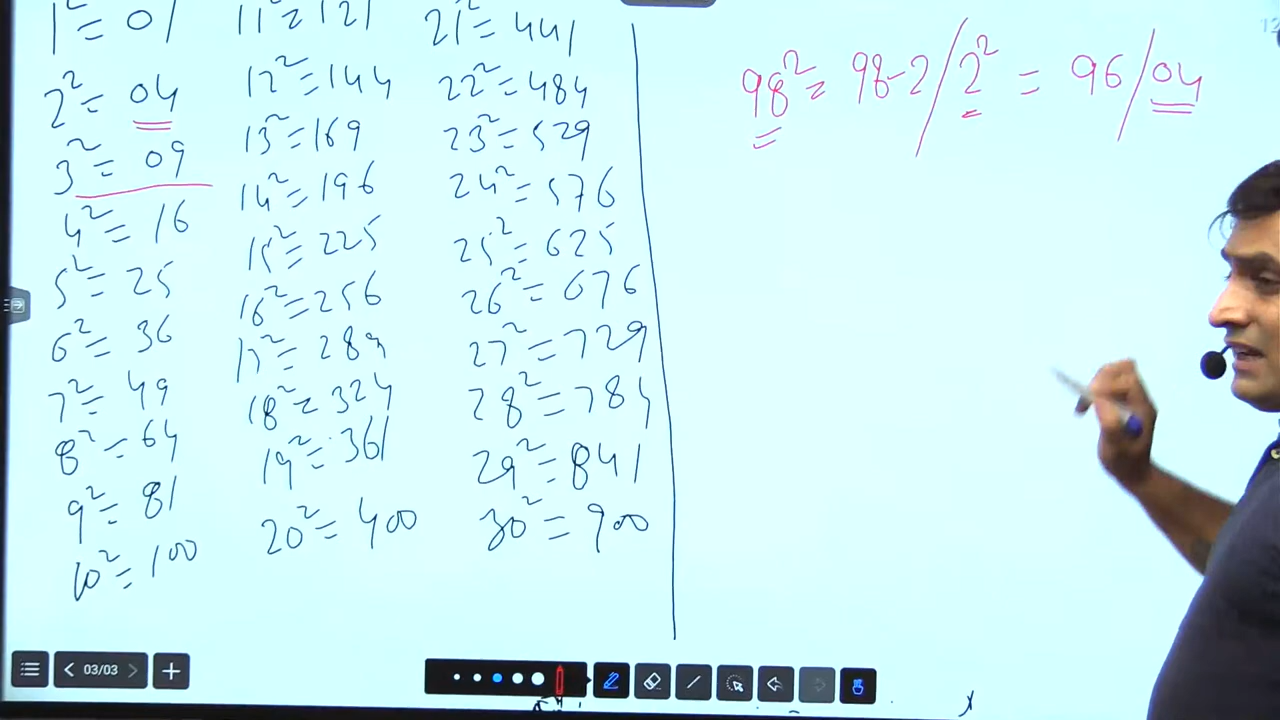 1² = 01
2² = 04
3² = 09
4² = 16
5² = 25
6² = 36
7² = 49
8² = 64
9² = 81
10² = 100
11² = 121
12² = 144
13² = 169
14² = 196
15² = 225
16² = 256
17² = 289
18² = 324
19² = 361
20² = 400
21² = 441
22² = 484
23² = 529
24² = 576
25² = 625
26² = 676
27² = 729
28² = 784
29² = 841
30² = 900
98² = 98-2/2² = 96/04
03/03